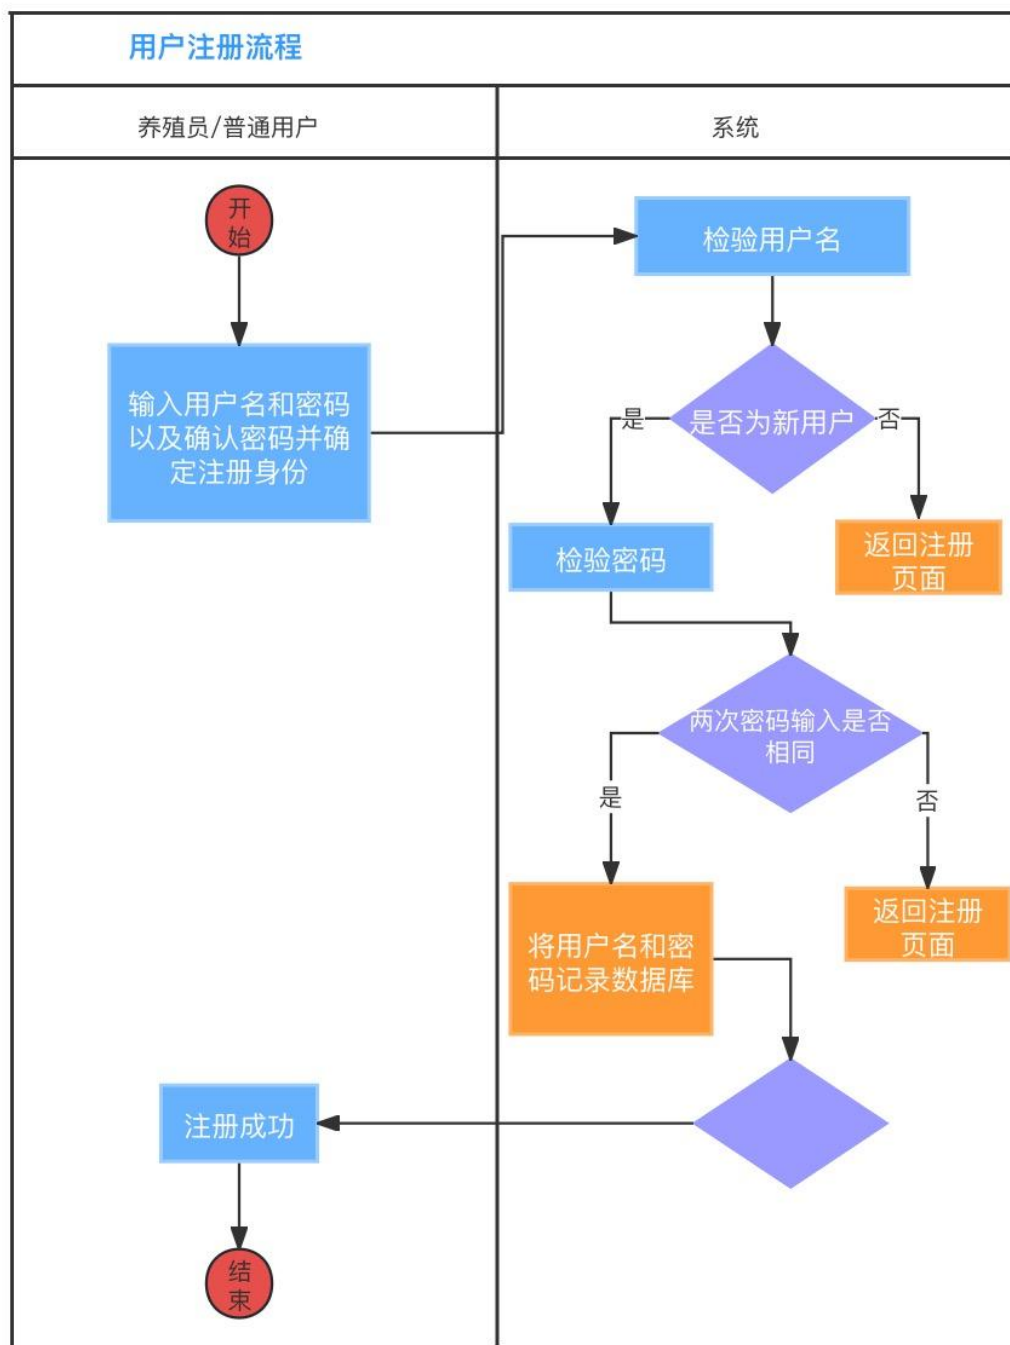 用户注册流程
养殖员/普通用户
系统
开
始
检验用户名
输入用户名和密码
以及确认密码并确
定注册身份
是否为新用户
是
否
检验密码
返回注册
页面
两次密码输入是否
相同
是
否
将用户名和密
码记录数据库
返回注册
页面
注册成功
结
束